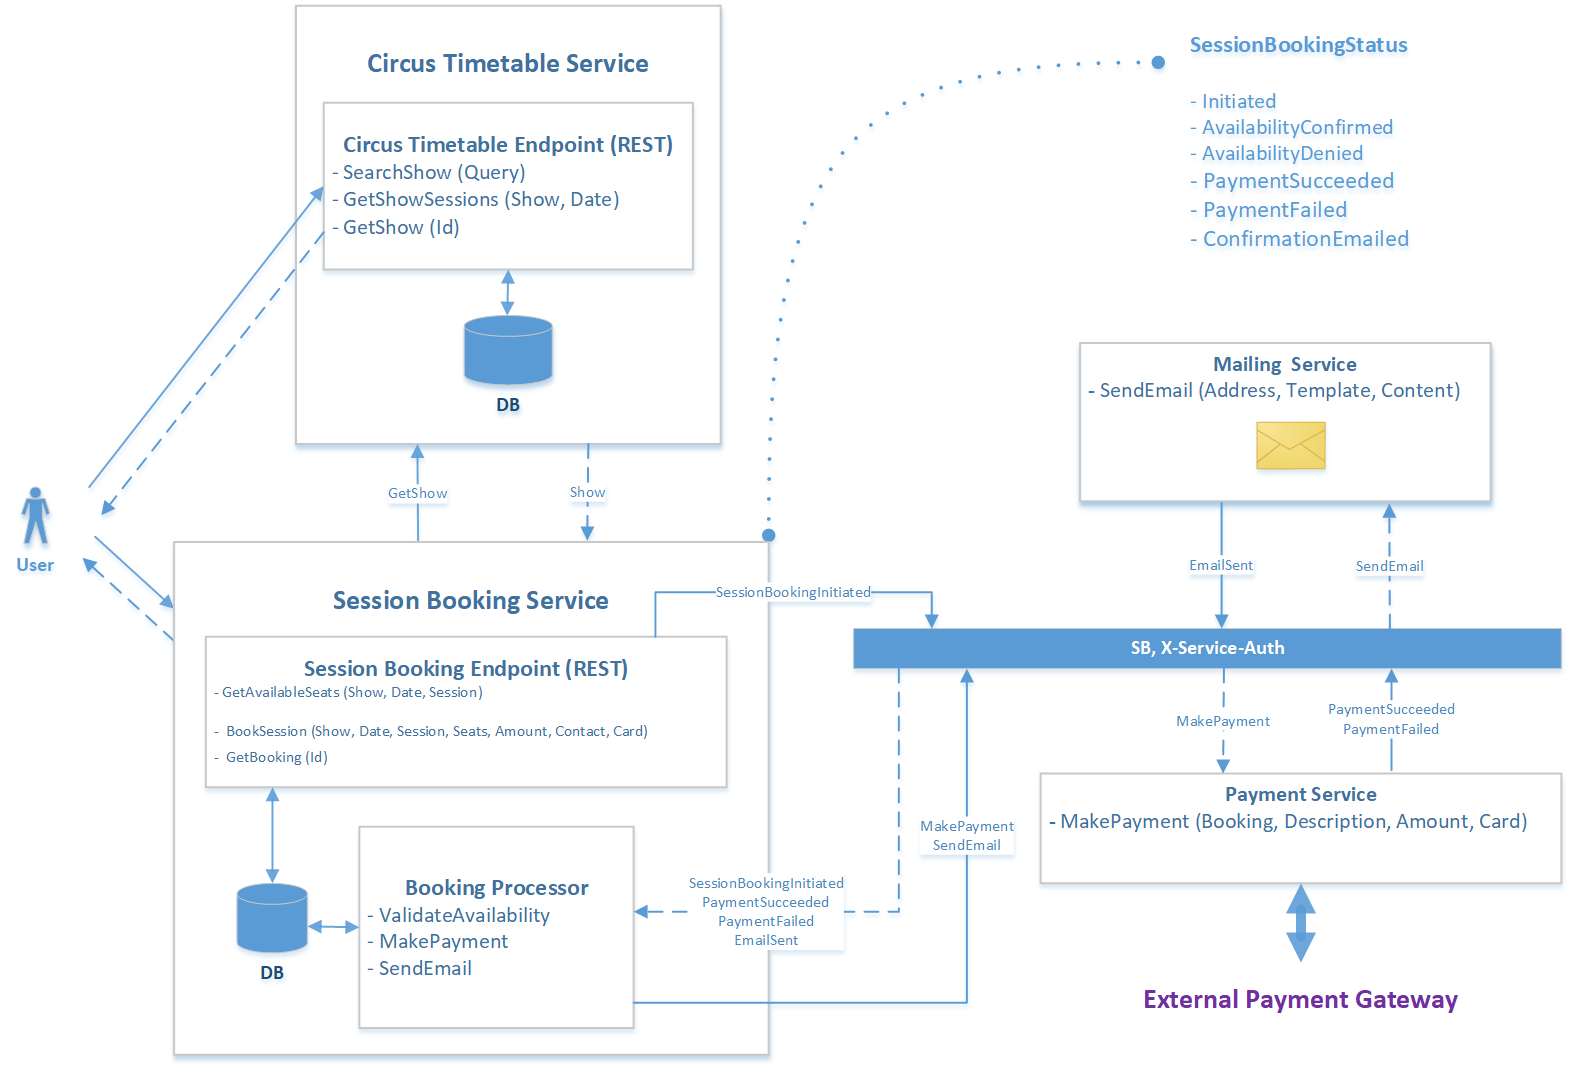 Circus Timetable Service
Circus Timetable Endpoint (REST)
- SearchShow (Query)
- GetShowSessions (Show, Date)
- GetShow (Id)
DB
SessionBookingStatus
- Initiated
- AvailabilityConfirmed
- AvailabilityDenied
- PaymentSucceeded
- PaymentFailed
- ConfirmationEmailed
Mailing Service
- SendEmail (Address, Template, Content)
GetShow
Show
User
EmailSent
SendEmail
Session Booking Service
SessionBookingInitiated
SB, X-Service-Auth
Session Booking Endpoint (REST)
- GetAvailableSeats (Show, Date, Session)
- BookSession (Show, Date, Session, Seats, Amount, Contact, Card)
- GetBooking (Id)
MakePayment
PaymentSucceeded
PaymentFailed
Payment Service
- MakePayment (Booking, Description, Amount, Card)
MakePayment
SendEmail
Booking Processor
- ValidateAvailability
- MakePayment
- SendEmail
SessionBookingInitiated
PaymentSucceeded
PaymentFailed
EmailSent
DB
External Payment Gateway